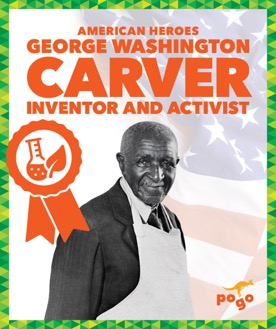 AMERICAN HEROES
GEORGE WASHINGTON
CARVER
INVENTOR AND ACTIVIST
pogo